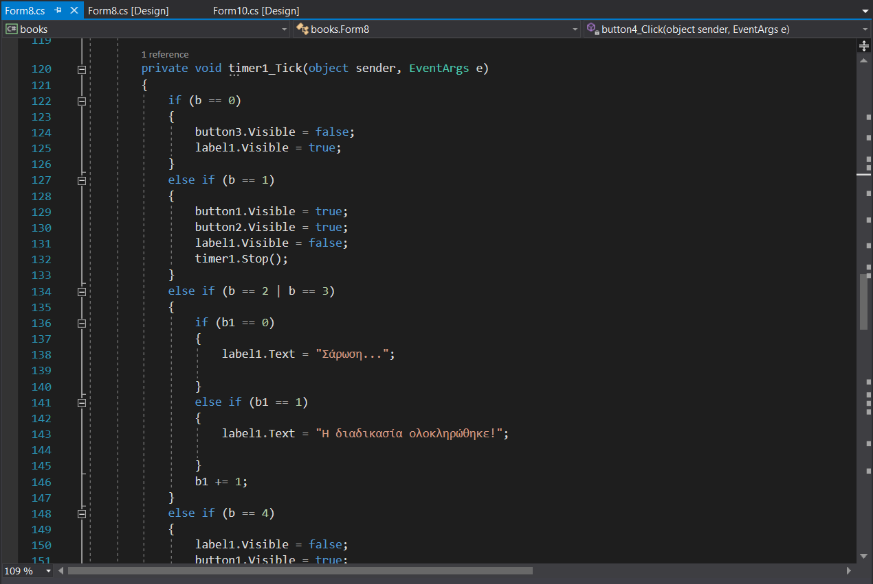 Form8.cs Form8.cs [Design] Form10.cs [Design]
books books.Form8 button4_Click(object sender, EventArgs e)
119
1 reference
120 private void timer1_Tick(object sender, EventArgs e)
121 {
122 if (b == 0)
123 {
124 button3.Visible = false;
125 label1.Visible = true;
126 }
127 else if (b == 1)
128 {
129 button1.Visible = true;
130 button2.Visible = true;
131 label1.Visible = false;
132 timer1.Stop();
133 }
134 else if (b == 2 | b == 3)
135 {
136 if (b1 == 0)
137 {
138 label1.Text = "Σάρωση...";
139
140 }
141 else if (b1 == 1)
142 {
143 label1.Text = "Η διαδικασία ολοκληρώθηκε!";
144
145 }
146 b1 += 1;
147 }
148 else if (b == 4)
149 {
150 label1.Visible = false;
151 button1.Visible = true;
109 %